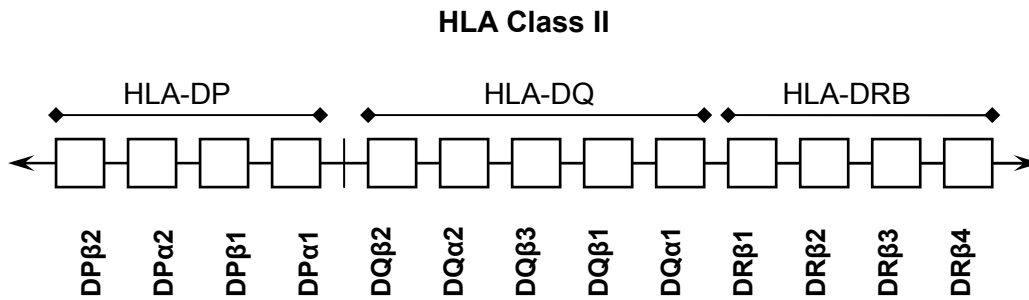 HLA Class II
HLA-DP HLA-DQ HLA-DRB
DPβ2 DPα2 DPβ1 DPα1 DQβ2 DQα2 DQβ3 DQβ1 DQα1 DRβ1 DRβ2 DRβ3 DRβ4